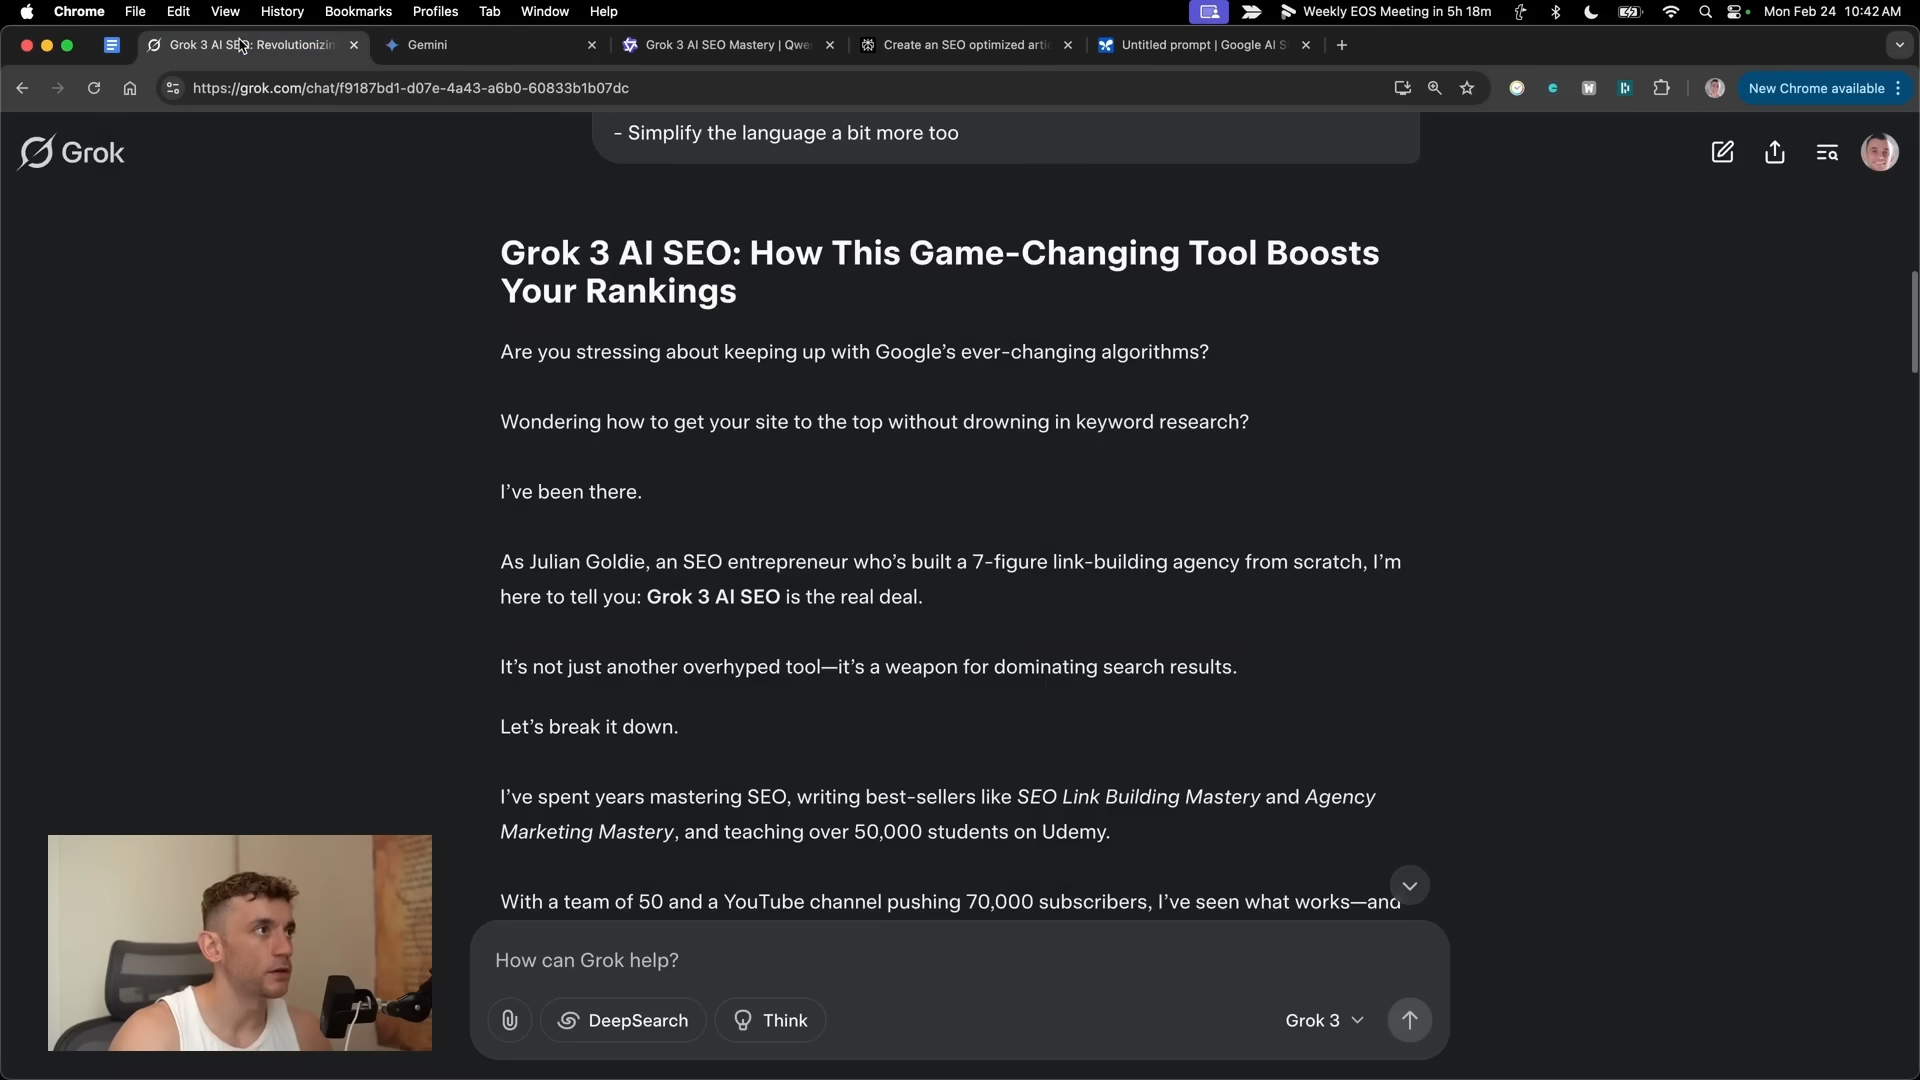 Chrome File Edit View History Bookmarks Profiles Tab Window Help Weekly EOS Meeting in 5h 18m Mon Feb 24 10:42 AM
Grok 3 AI SEO: Revolutionizin Gemini Grok 3 AI SEO Mastery | Qwe Create an SEO optimized arti Untitled prompt | Google AI S
https://grok.com/chat/f9187bd1-d07e-4a43-a6b0-60833b1b07dc New Chrome available
- Simplify the language a bit more too
Grok
Grok 3 AI SEO: How This Game-Changing Tool Boosts
Your Rankings
Are you stressing about keeping up with Google’s ever-changing algorithms?
Wondering how to get your site to the top without drowning in keyword research?
I’ve been there.
As Julian Goldie, an SEO entrepreneur who’s built a 7-figure link-building agency from scratch, I’m
here to tell you: Grok 3 AI SEO is the real deal.
It’s not just another overhyped tool—it’s a weapon for dominating search results.
Let’s break it down.
I’ve spent years mastering SEO, writing best-sellers like SEO Link Building Mastery and Agency
Marketing Mastery, and teaching over 50,000 students on Udemy.
With a team of 50 and a YouTube channel pushing 70,000 subscribers, I’ve seen what works—and
How can Grok help?
DeepSearch Think Grok 3